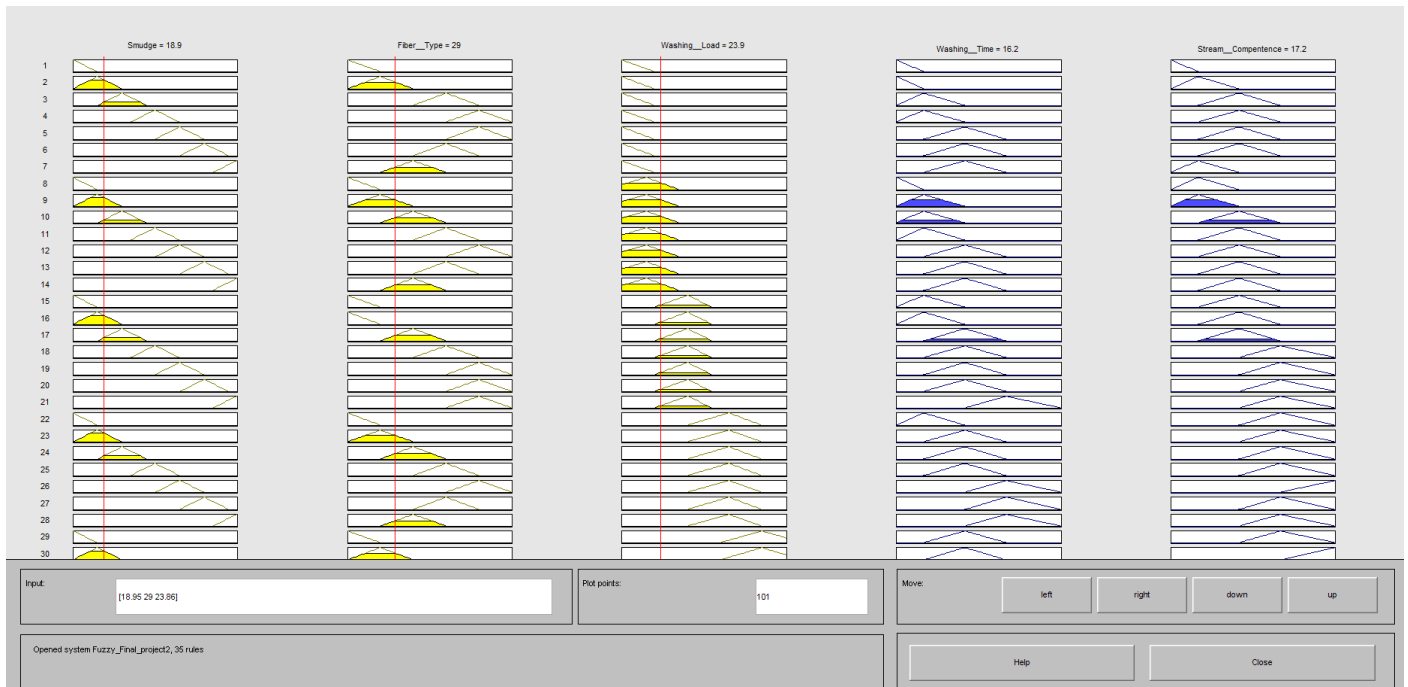 Smudge = 18.9
Fiber__Type = 29
Washing__Load = 23.9
Washing__Time = 16.2
Stream__Compentence = 17.2
1
2
3
4
5
6
7
8
9
10
11
12
13
14
15
16
17
18
19
20
21
22
23
24
25
26
27
28
29
30
Input:
[18.95 29 23.86]
Plot points:
101
Move:
left
right
down
up
Opened system Fuzzy_Final_project2, 35 rules
Help
Close